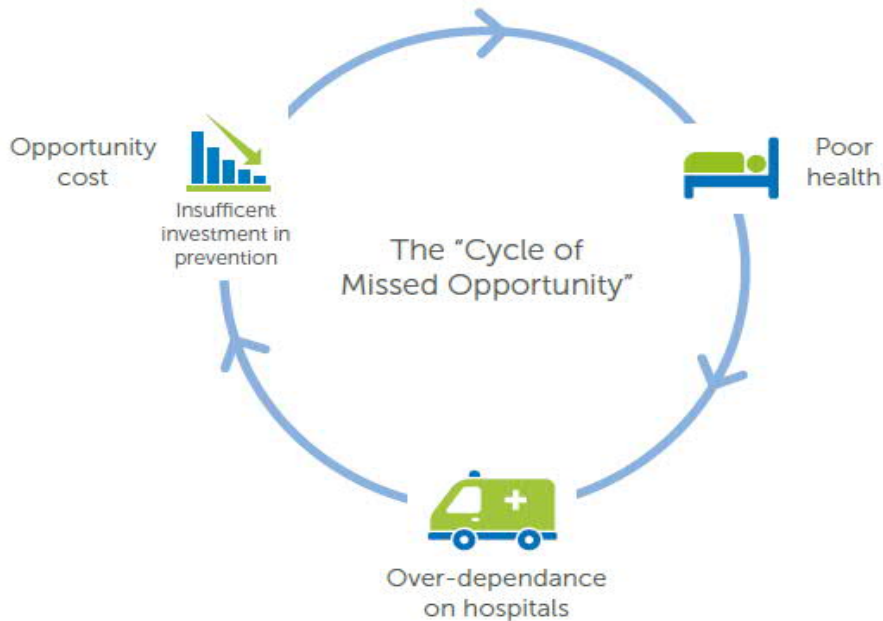 Opportunity
cost
Insufficent
investment in
prevention
Poor
health
The “Cycle of
Missed Opportunity”
Over-dependance
on hospitals